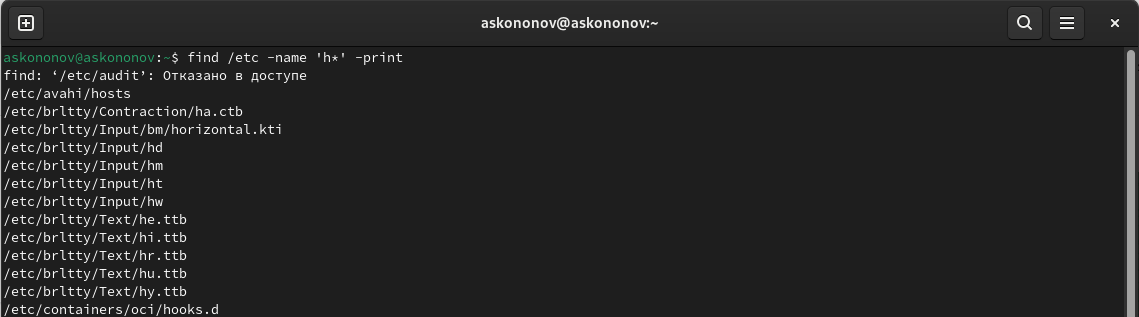 askononov@askononov:~
askononov@askononov:~$ find /etc -name 'h*' -print
find: ‘/etc/audit’: Отказано в доступе
/etc/avahi/hosts
/etc/brltty/Contraction/ha.ctb
/etc/brltty/Input/bm/horizontal.kti
/etc/brltty/Input/hd
/etc/brltty/Input/hm
/etc/brltty/Input/ht
/etc/brltty/Input/hw
/etc/brltty/Text/he.ttb
/etc/brltty/Text/hi.ttb
/etc/brltty/Text/hr.ttb
/etc/brltty/Text/hu.ttb
/etc/brltty/Text/hy.ttb
/etc/containers/oci/hooks.d